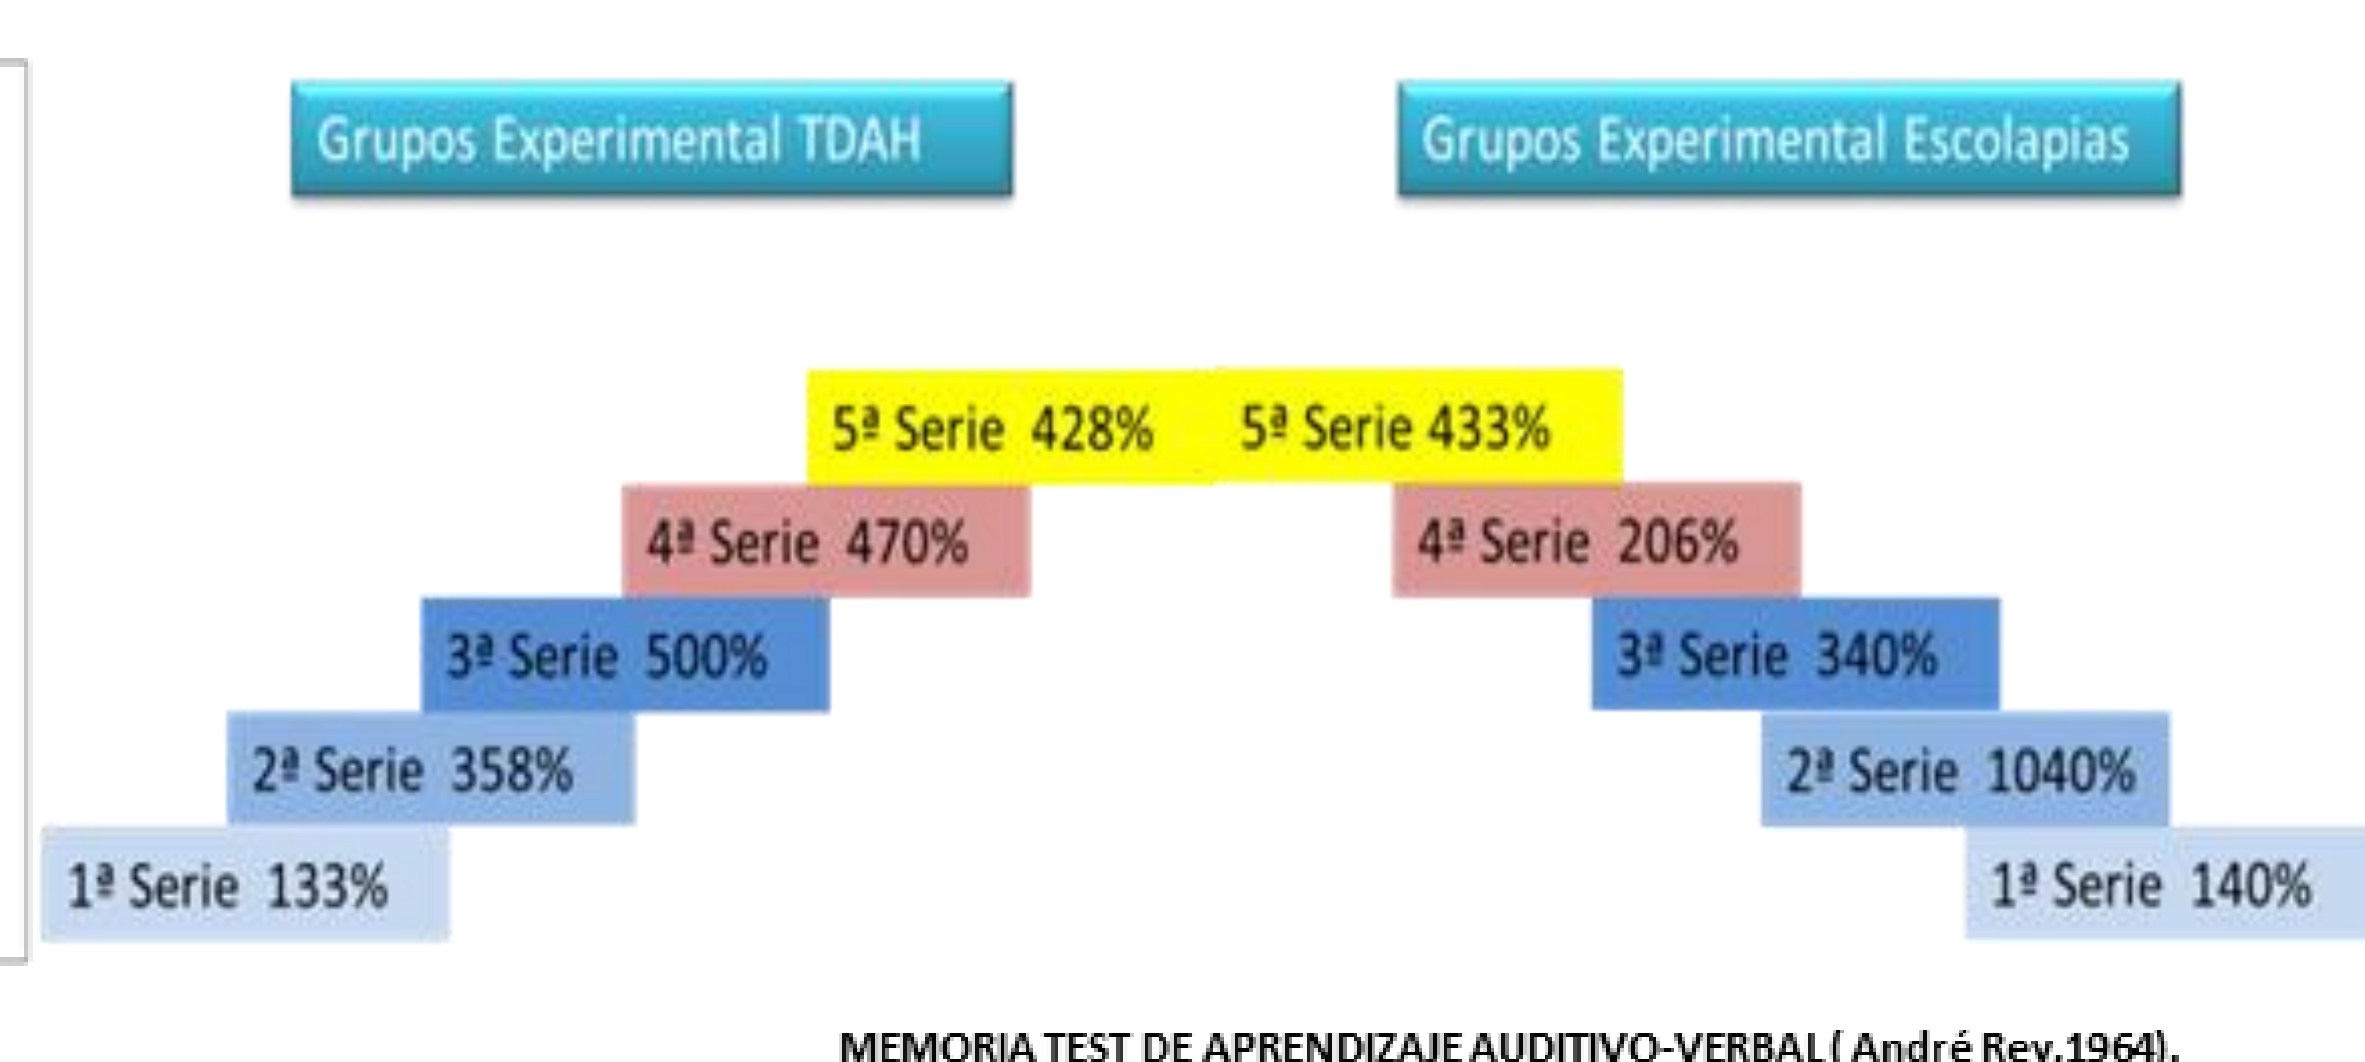 Grupos Experimental TDAH
Grupos Experimental Escolapias
5ª Serie 428%
5ª Serie 433%
4ª Serie 470%
4ª Serie 206%
3ª Serie 500%
3ª Serie 340%
2ª Serie 358%
2ª Serie 1040%
1ª Serie 133%
1ª Serie 140%
MEMORIA TEST DE APRENDIZAJE AUDITIVO-VERBAL ( André Rey,1964).